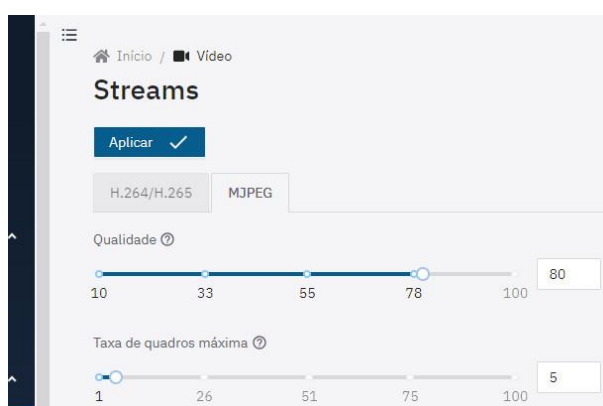 Início / Vídeo
Streams
Aplicar
H.264/H.265 MJPEG
Qualidade
80
10 33 55 78 100
Taxa de quadros máxima
5
1 26 51 75 100